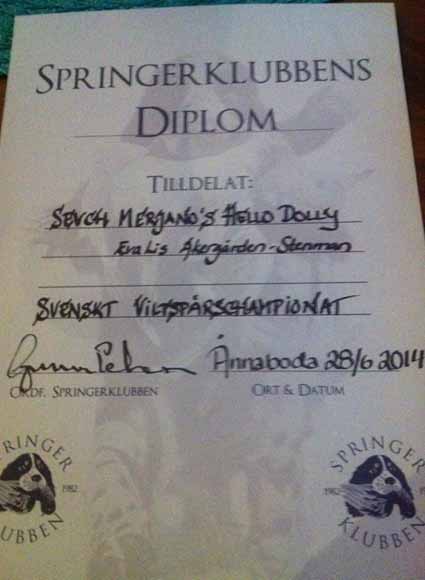 SPRINGERKLUBBENS
DIPLOM
TILLDELAT:
SEVCH MERJANO'S HELLO DOLLY
Eva Lis Åkergården-Stenman
SVENSKT VILTSPÅRSCHAMPIONAT
Annaboda 28/6 2014
ORDF. SPRINGERKLUBBEN
ORT & DATUM
SPRINGER
1982
KLUBBEN
SPRINGER
1982
KLUBBEN